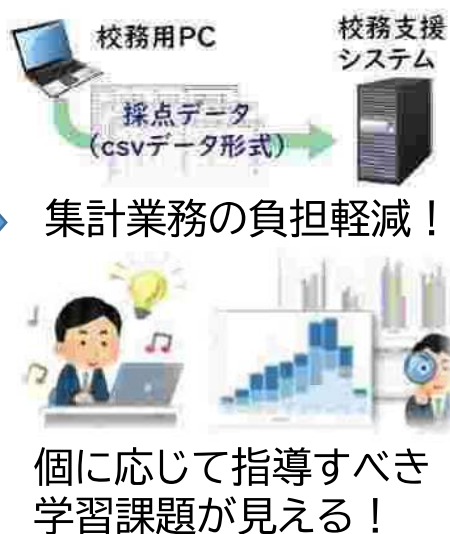 校務用PC
校務支援
システム
採点データ
(csvデータ形式)
集計業務の負担軽減！
個に応じて指導すべき
学習課題が見える！